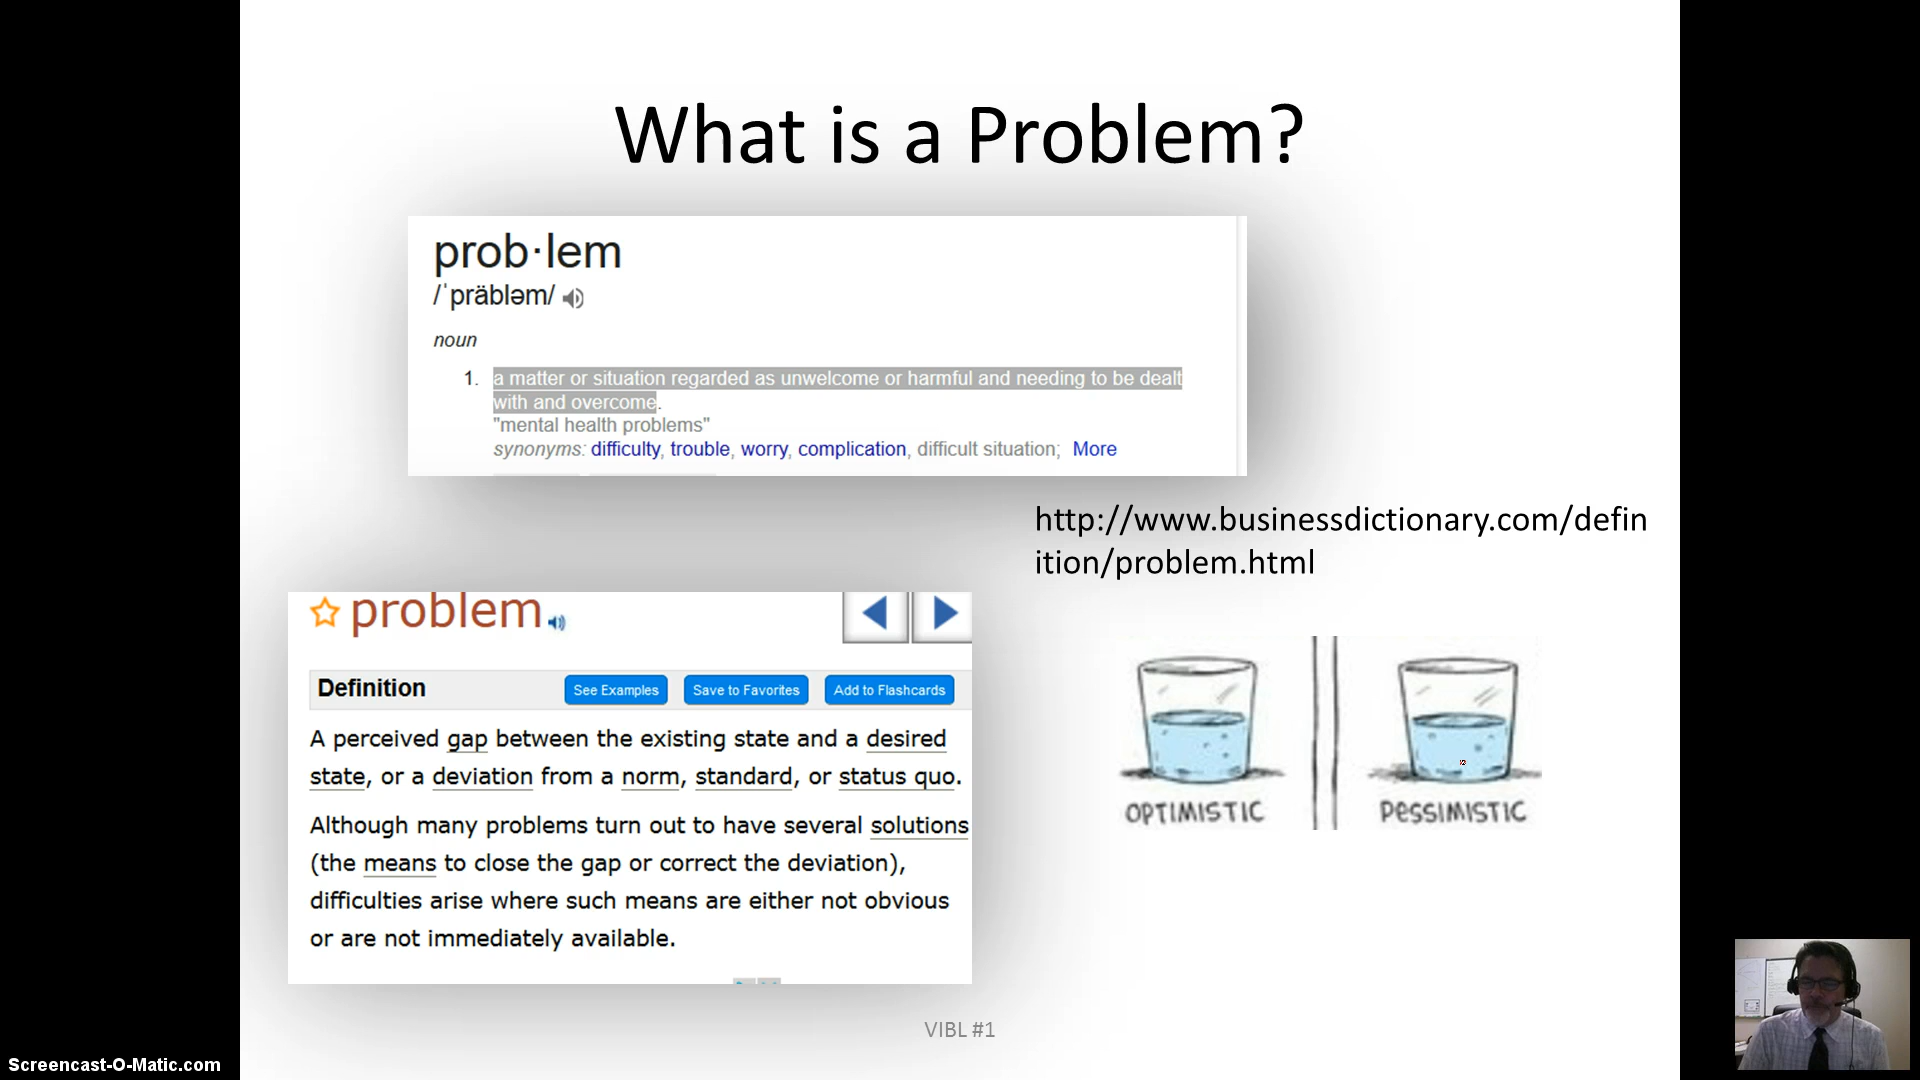 What is a Problem?
prob·lem
/ˈpräbləm/
noun
1. a matter or situation regarded as unwelcome or harmful and needing to be dealt
with and overcome.
"mental health problems"
synonyms: difficulty, trouble, worry, complication, difficult situation; More
http://www.businessdictionary.com/defin
ition/problem.html
problem
Definition See Examples Save to Favorites Add to Flashcards
A perceived gap between the existing state and a desired
state, or a deviation from a norm, standard, or status quo.
Although many problems turn out to have several solutions
(the means to close the gap or correct the deviation),
difficulties arise where such means are either not obvious
or are not immediately available.
OPTIMISTIC PESSIMISTIC
VIBL #1
Screencast-O-Matic.com